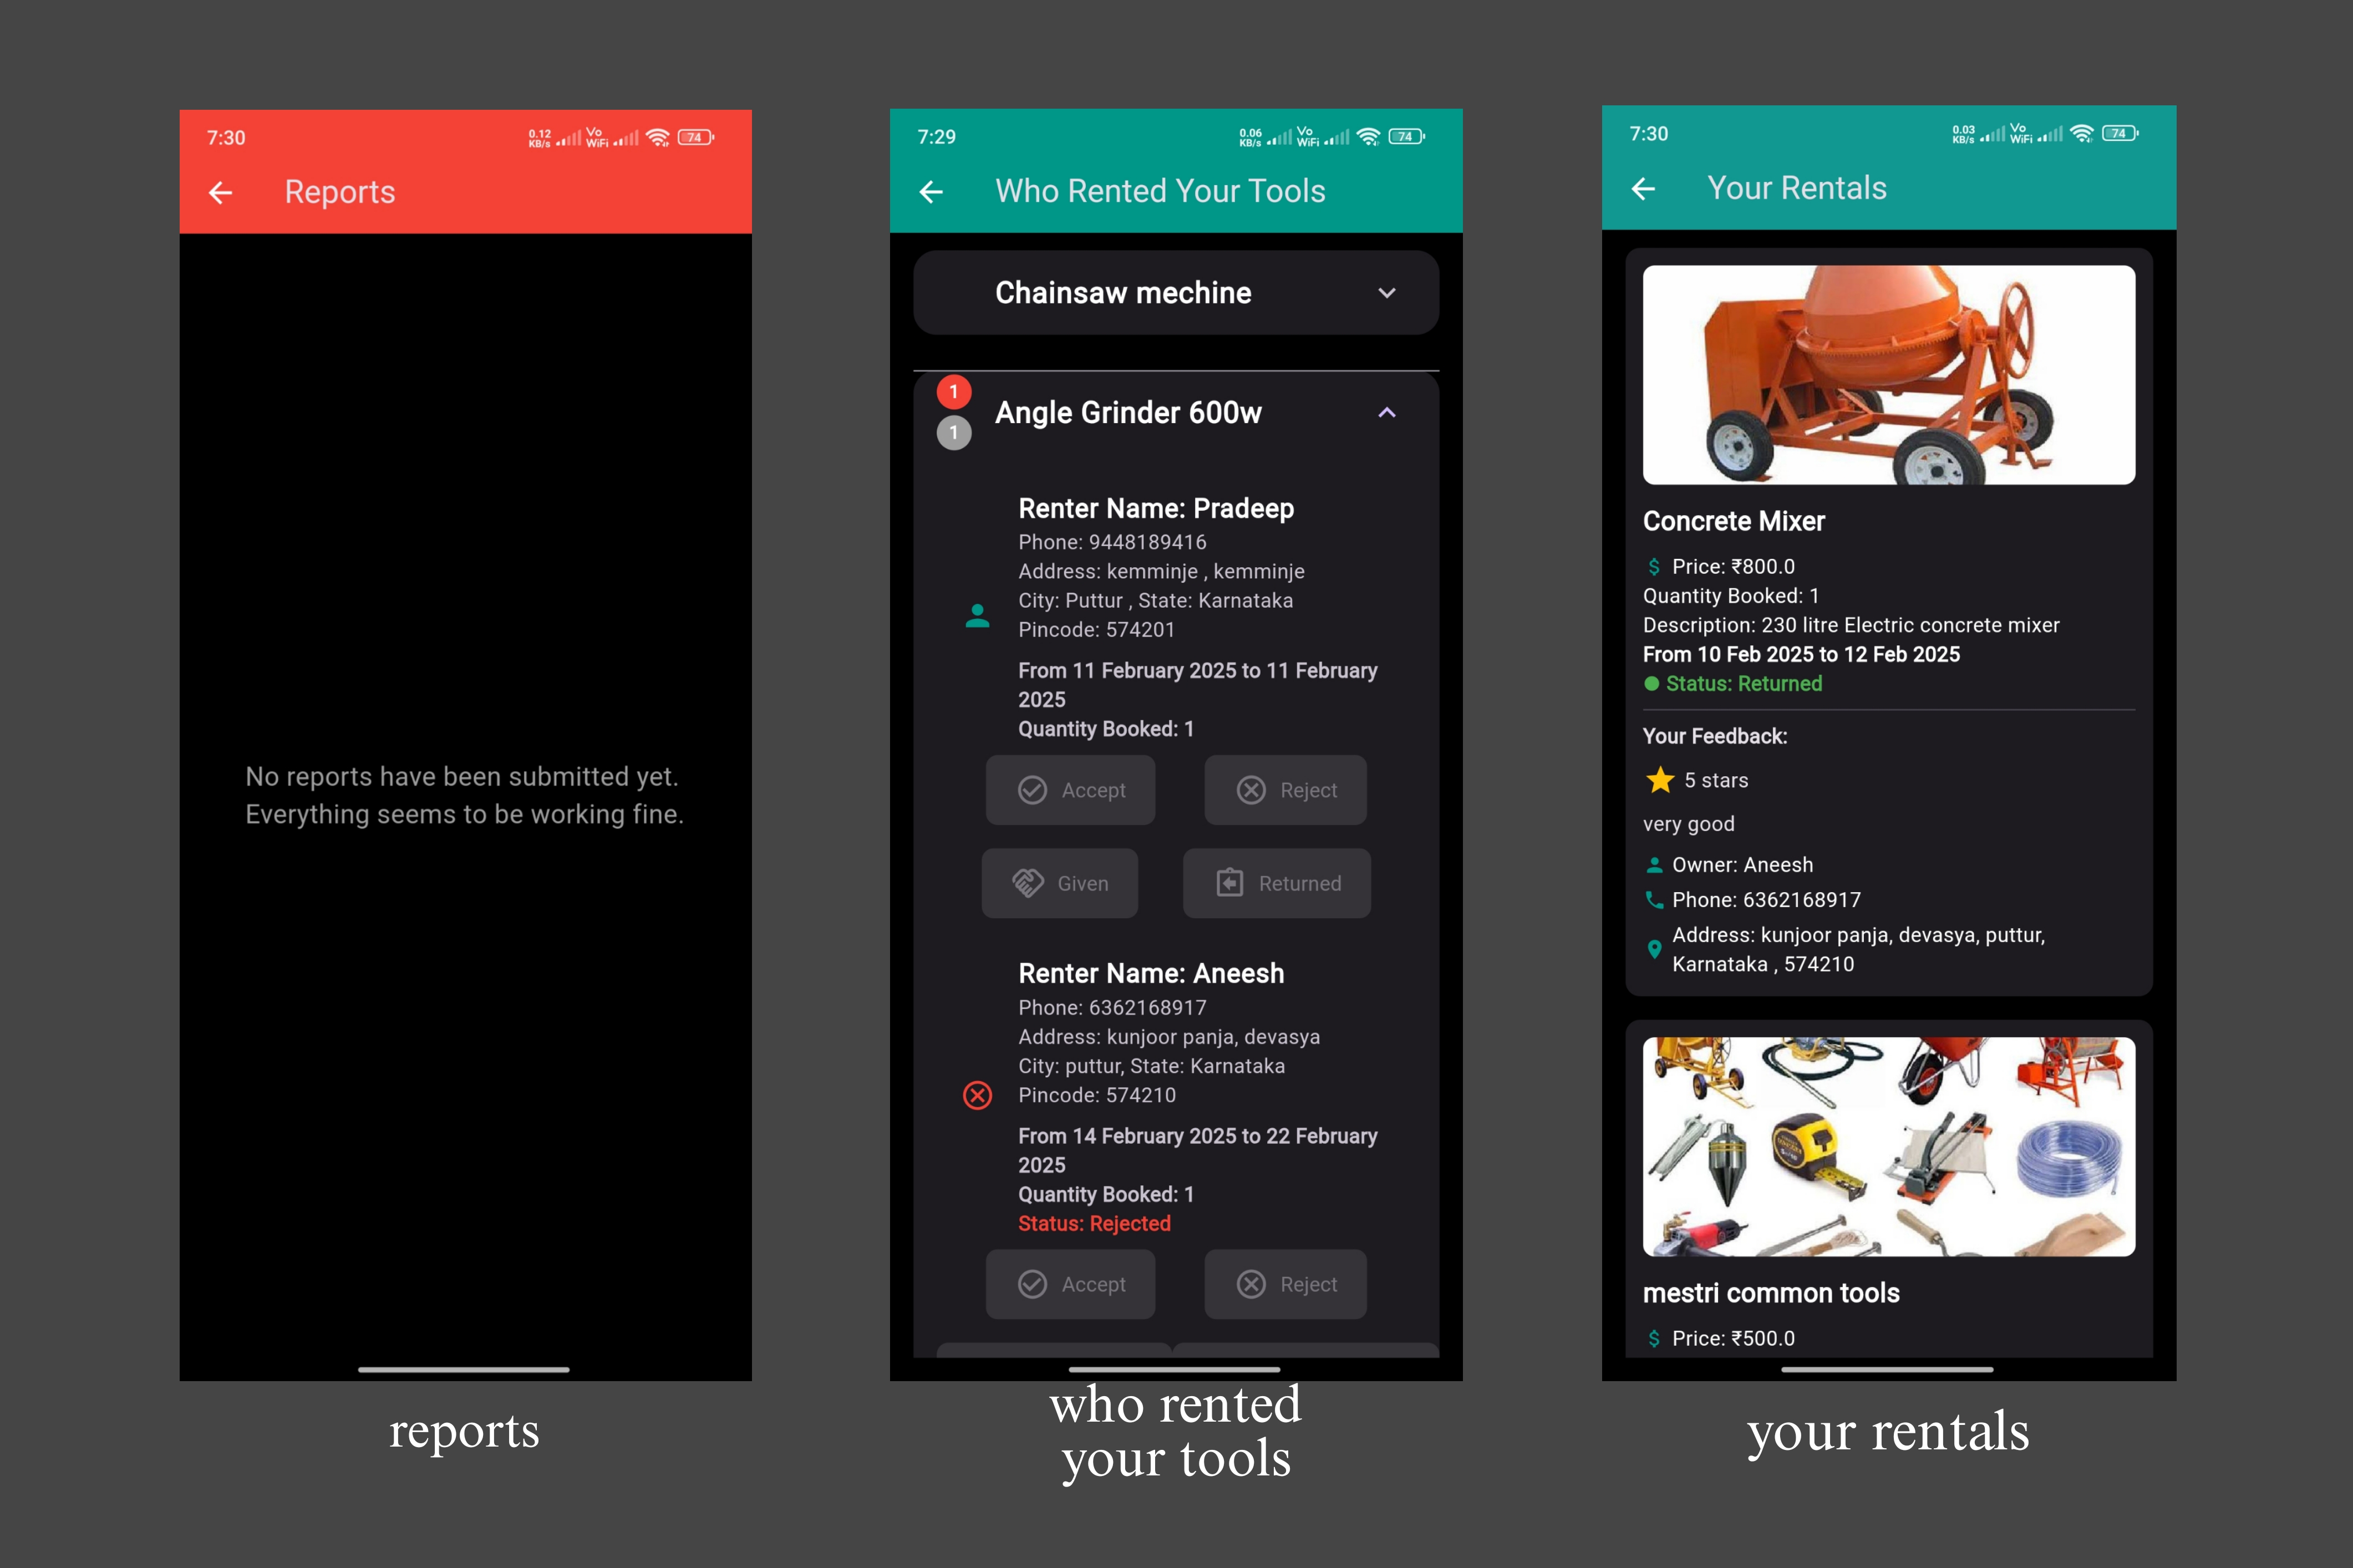 7:30
0.12
KB/s
Vo
WiFi
74
Reports
No reports have been submitted yet.
Everything seems to be working fine.
reports
7:29
0.06
KB/s
Vo
WiFi
74
Who Rented Your Tools
Chainsaw mechine
1
1
Angle Grinder 600w
Renter Name: Pradeep
Phone: 9448189416
Address: kemminje , kemminje
City: Puttur , State: Karnataka
Pincode: 574201
From 11 February 2025 to 11 February
2025
Quantity Booked: 1
Accept
Reject
Given
Returned
Renter Name: Aneesh
Phone: 6362168917
Address: kunjoor panja, devasya
City: puttur, State: Karnataka
Pincode: 574210
From 14 February 2025 to 22 February
2025
Quantity Booked: 1
Status: Rejected
Accept
Reject
who rented
your tools
7:30
0.03
KB/s
Vo
WiFi
74
Your Rentals
Concrete Mixer
$ Price: ₹800.0
Quantity Booked: 1
Description: 230 litre Electric concrete mixer
From 10 Feb 2025 to 12 Feb 2025
Status: Returned
Your Feedback:
5 stars
very good
Owner: Aneesh
Phone: 6362168917
Address: kunjoor panja, devasya, puttur,
Karnataka , 574210
mestri common tools
$ Price: ₹500.0
your rentals